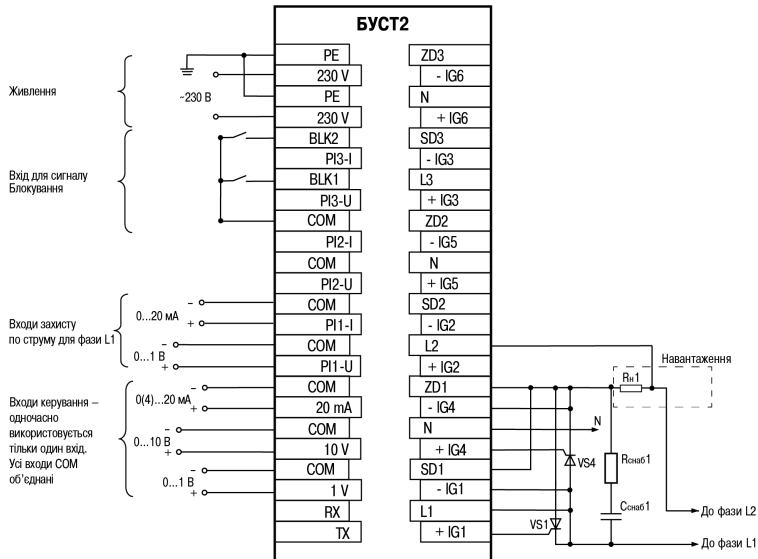 БУСТ2
Живлення
~230 В
Вхід для сигналу
Блокування
Входи захисту
по струму для фази L1
0...20 мА
–
+
0...1 В
–
+
Входи керування –
одночасно
використовується
тільки один вхід.
Усі входи COM
об’єднані
0(4)...20 мА
–
+
0...10 В
–
+
0...1 В
–
+
PE
230 V
PE
230 V
BLK2
PI3-I
BLK1
PI3-U
COM
PI2-I
COM
PI2-U
COM
PI1-I
COM
PI1-U
COM
20 mA
COM
10 V
COM
1 V
RX
TX
ZD3
- IG6
N
+ IG6
SD3
- IG3
L3
+ IG3
ZD2
- IG5
N
+ IG5
SD2
- IG2
L2
+ IG2
ZD1
- IG4
N
+ IG4
SD1
- IG1
L1
+ IG1
Навантаження
Rн1
N
VS4
Rснаб1
VS1
Cснаб1
До фази L2
До фази L1